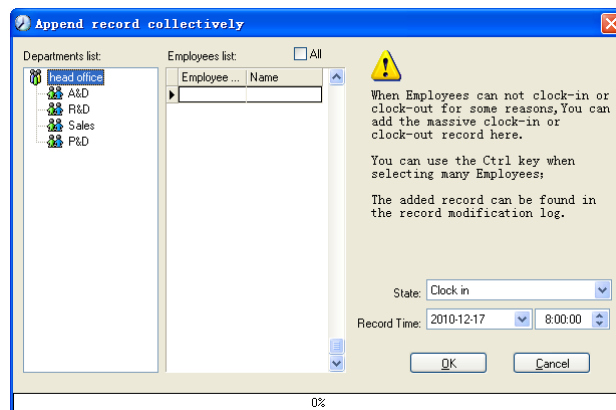 Append record collectively
Departments list:
head office
A&D
R&D
Sales
P&D
Employees list:
All
Employee ... Name
When Employees can not clock-in or
clock-out for some reasons,You can
add the massive clock-in or
clock-out record here.
You can use the Ctrl key when
selecting many Employees;
The added record can be found in
the record modification log.
State: Clock in
Record Time: 2010-12-17 8:00:00
OK Cancel
0%